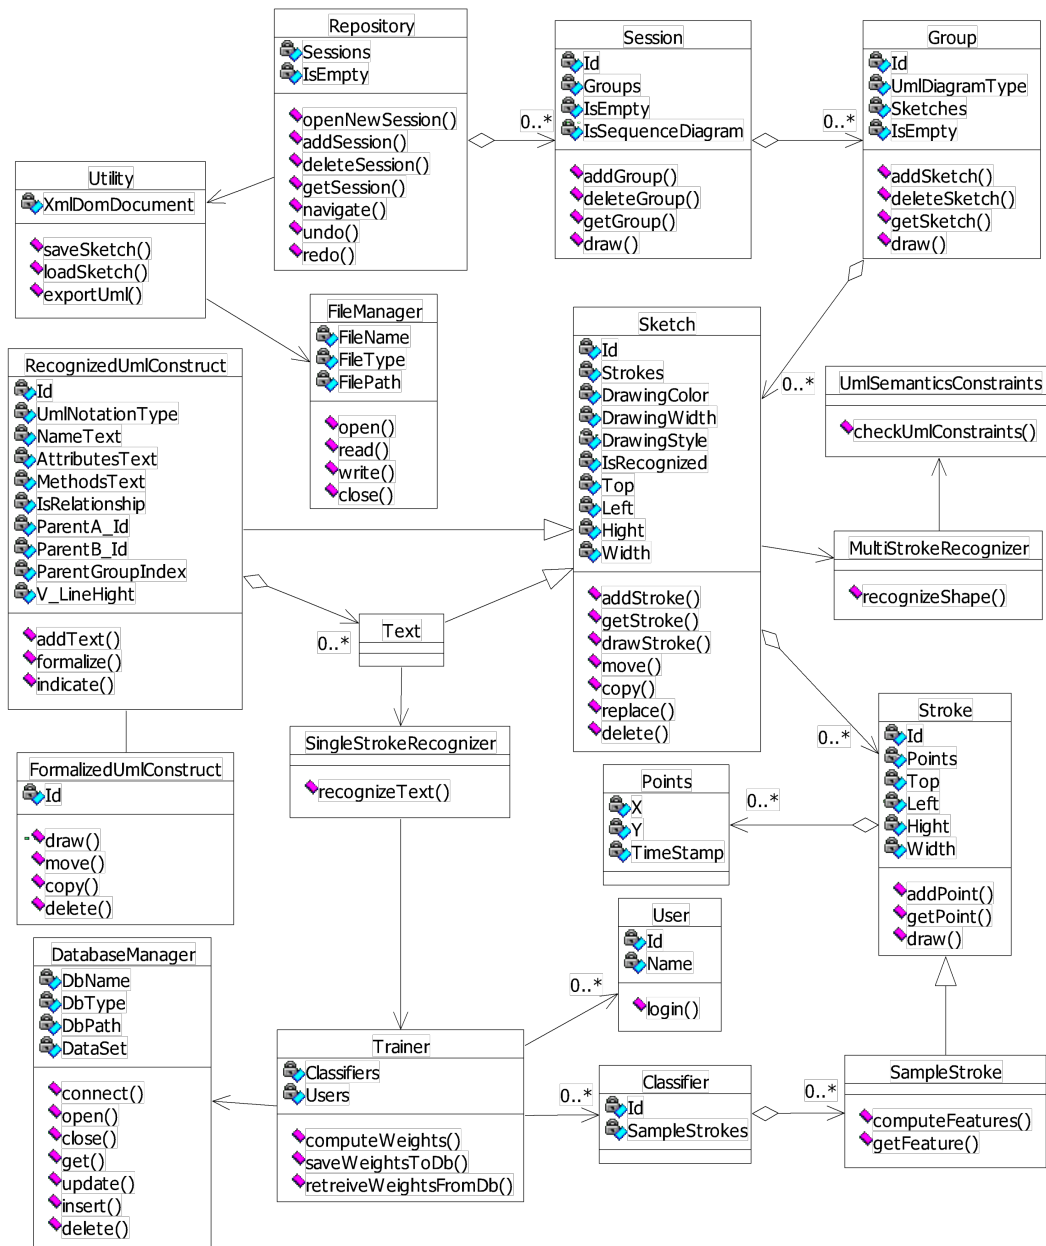 Repository
Sessions
IsEmpty
openNewSession()
addSession()
deleteSession()
getSession()
navigate()
undo()
redo()
0..*
Session
Id
Groups
IsEmpty
IsSequenceDiagram
addGroup()
deleteGroup()
getGroup()
draw()
0..*
Group
Id
UmlDiagramType
Sketches
IsEmpty
addSketch()
deleteSketch()
getSketch()
draw()
Utility
XmlDomDocument
saveSketch()
loadSketch()
exportUml()
FileManager
FileName
FileType
FilePath
open()
read()
write()
close()
Sketch
Id
Strokes
DrawingColor
DrawingWidth
DrawingStyle
IsRecognized
Top
Left
Hight
Width
addStroke()
getStroke()
drawStroke()
move()
copy()
replace()
delete()
0..*
UmlSemanticsConstraints
checkUmlConstraints()
MultiStrokeRecognizer
recognizeShape()
RecognizedUmlConstruct
Id
UmlNotationType
NameText
AttributesText
MethodsText
IsRelationship
ParentA_Id
ParentB_Id
ParentGroupIndex
V_LineHight
addText()
formalize()
indicate()
0..*
Text
SingleStrokeRecognizer
recognizeText()
FormalizedUmlConstruct
Id
draw()
move()
copy()
delete()
Points
X
Y
TimeStamp
0..*
0..*
Stroke
Id
Points
Top
Left
Hight
Width
addPoint()
getPoint()
draw()
User
Id
Name
login()
0..*
DatabaseManager
DbName
DbType
DbPath
DataSet
connect()
open()
close()
get()
update()
insert()
delete()
Trainer
Classifiers
Users
computeWeights()
saveWeightsToDb()
retreiveWeightsFromDb()
0..*
Classifier
Id
SampleStrokes
0..*
SampleStroke
computeFeatures()
getFeature()